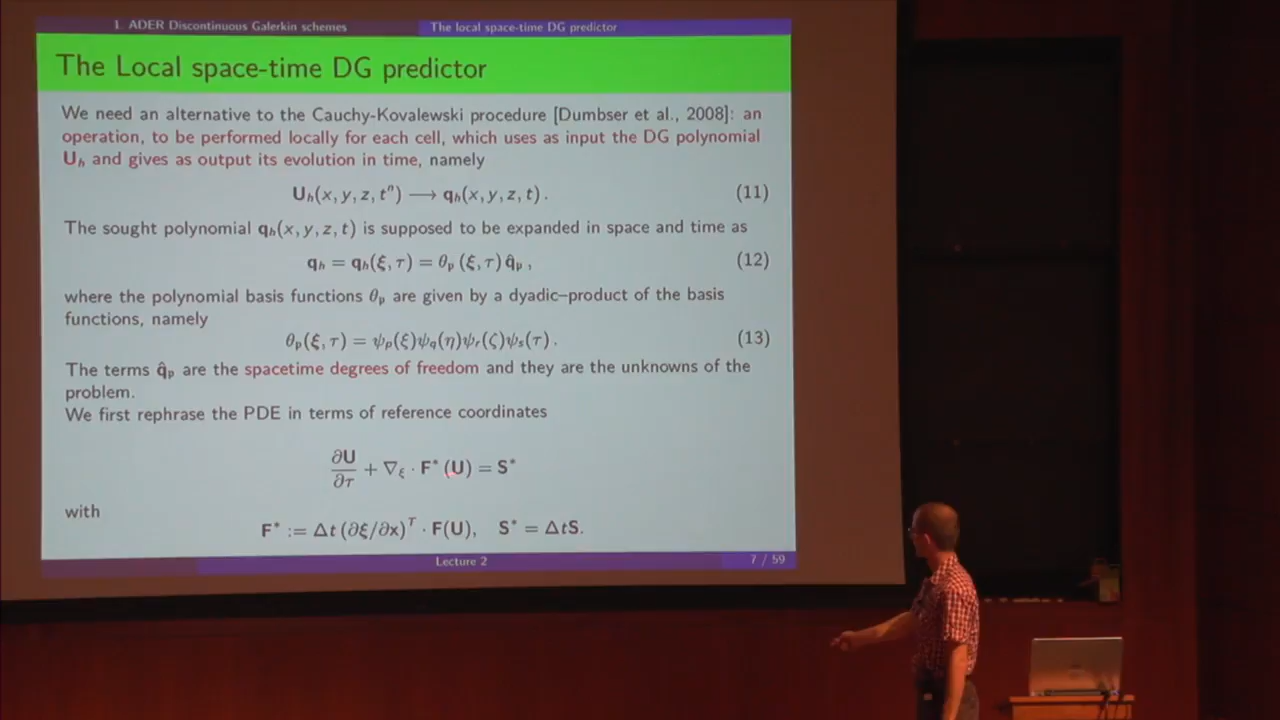 1. ADER Discontinuous Galerkin schemes
The local space-time DG predictor
The Local space-time DG predictor
We need an alternative to the Cauchy-Kovalewski procedure [Dumbser et al., 2008]: an
operation, to be performed locally for each cell, which uses as input the DG polynomial
Uₕ and gives as output its evolution in time, namely
Uₕ(x, y, z, tⁿ) ⟶ qₕ(x, y, z, t). (11)
The sought polynomial qₕ(x, y, z, t) is supposed to be expanded in space and time as
qₕ = qₕ(ξ, τ) = θₚ (ξ, τ) q̂ₚ , (12)
where the polynomial basis functions θₚ are given by a dyadic–product of the basis
functions, namely
θₚ(ξ, τ) = ψₚ(ξ)ψ_q(η)ψᵣ(ζ)ψₛ(τ) . (13)
The terms q̂ₚ are the spacetime degrees of freedom and they are the unknowns of the
problem.
We first rephrase the PDE in terms of reference coordinates
∂U/∂τ + ∇_ξ · F* (U) = S*
with
F* := Δt (∂ξ/∂x)ᵀ · F(U), S* = ΔtS.
Lecture 2
7 / 59